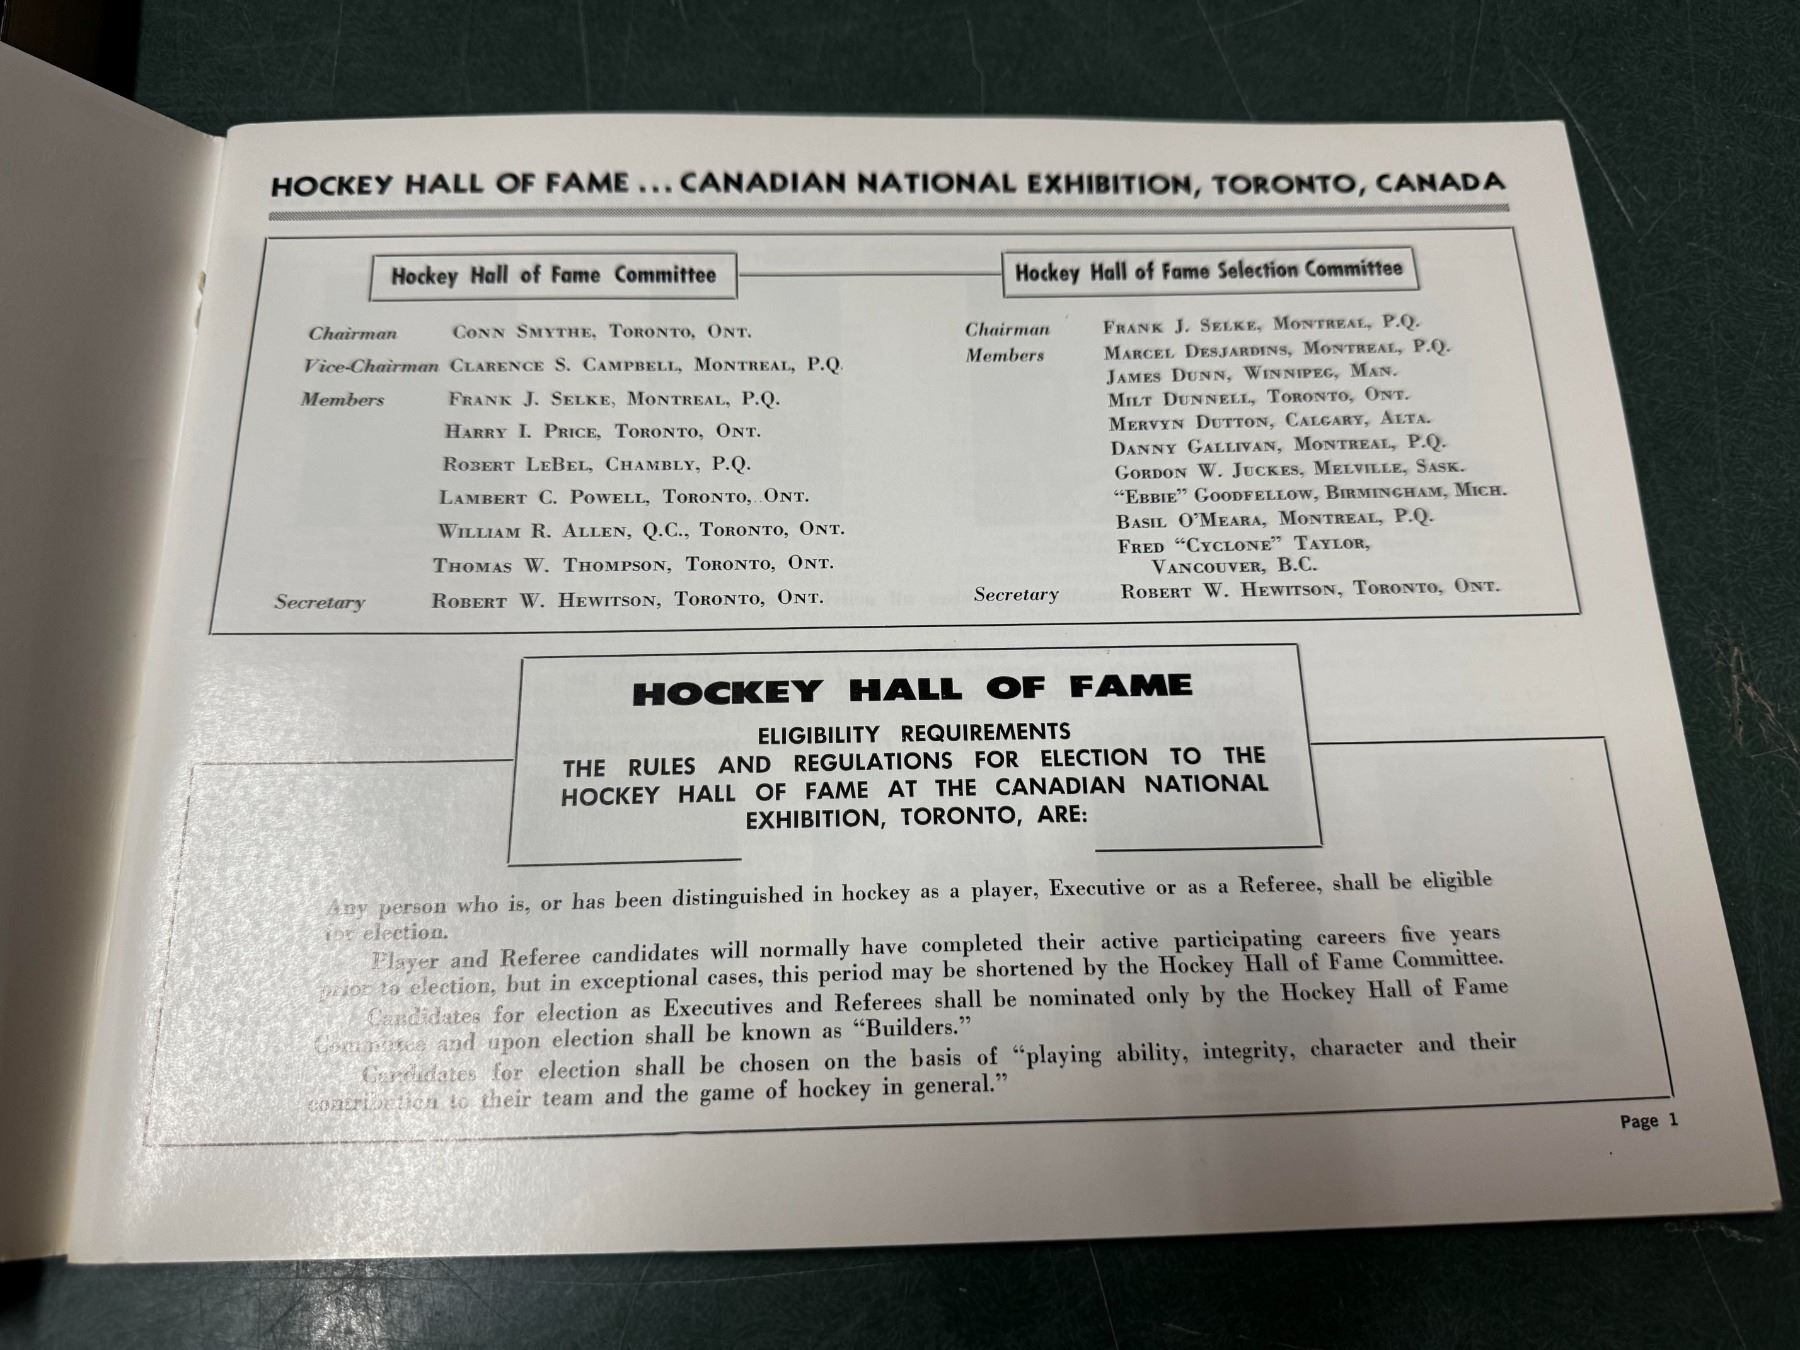 HOCKEY HALL OF FAME ... CANADIAN NATIONAL EXHIBITION, TORONTO, CANADA
Hockey Hall of Fame Committee
Chairman CONN SMYTHE, TORONTO, ONT.
Vice-Chairman CLARENCE S. CAMPBELL, MONTREAL, P.Q.
Members FRANK J. SELKE, MONTREAL, P.Q.
HARRY I. PRICE, TORONTO, ONT.
ROBERT LEBEL, CHAMBLY, P.Q.
LAMBERT C. POWELL, TORONTO, ONT.
WILLIAM R. ALLEN, Q.C., TORONTO, ONT.
THOMAS W. THOMPSON, TORONTO, ONT.
Secretary ROBERT W. HEWITSON, TORONTO, ONT.
Hockey Hall of Fame Selection Committee
Chairman FRANK J. SELKE, MONTREAL, P.Q.
Members MARCEL DESJARDINS, MONTREAL, P.Q.
JAMES DUNN, WINNIPEG, MAN.
MILT DUNNELL, TORONTO, ONT.
MERVYN DUTTON, CALGARY, ALTA.
DANNY GALLIVAN, MONTREAL, P.Q.
GORDON W. JUCKES, MELVILLE, SASK.
"EBBIE" GOODFELLOW, BIRMINGHAM, MICH.
BASIL O'MEARA, MONTREAL, P.Q.
FRED "CYCLONE" TAYLOR,
VANCOUVER, B.C.
Secretary ROBERT W. HEWITSON, TORONTO, ONT.
HOCKEY HALL OF FAME
ELIGIBILITY REQUIREMENTS
THE RULES AND REGULATIONS FOR ELECTION TO THE
HOCKEY HALL OF FAME AT THE CANADIAN NATIONAL
EXHIBITION, TORONTO, ARE:
Any person who is, or has been distinguished in hockey as a player, Executive or as a Referee, shall be eligible
for election.
Player and Referee candidates will normally have completed their active participating careers five years
prior to election, but in exceptional cases, this period may be shortened by the Hockey Hall of Fame Committee.
Candidates for election as Executives and Referees shall be nominated only by the Hockey Hall of Fame
Committee and upon election shall be known as "Builders."
Candidates for election shall be chosen on the basis of "playing ability, integrity, character and their
contribution to their team and the game of hockey in general."
Page 1